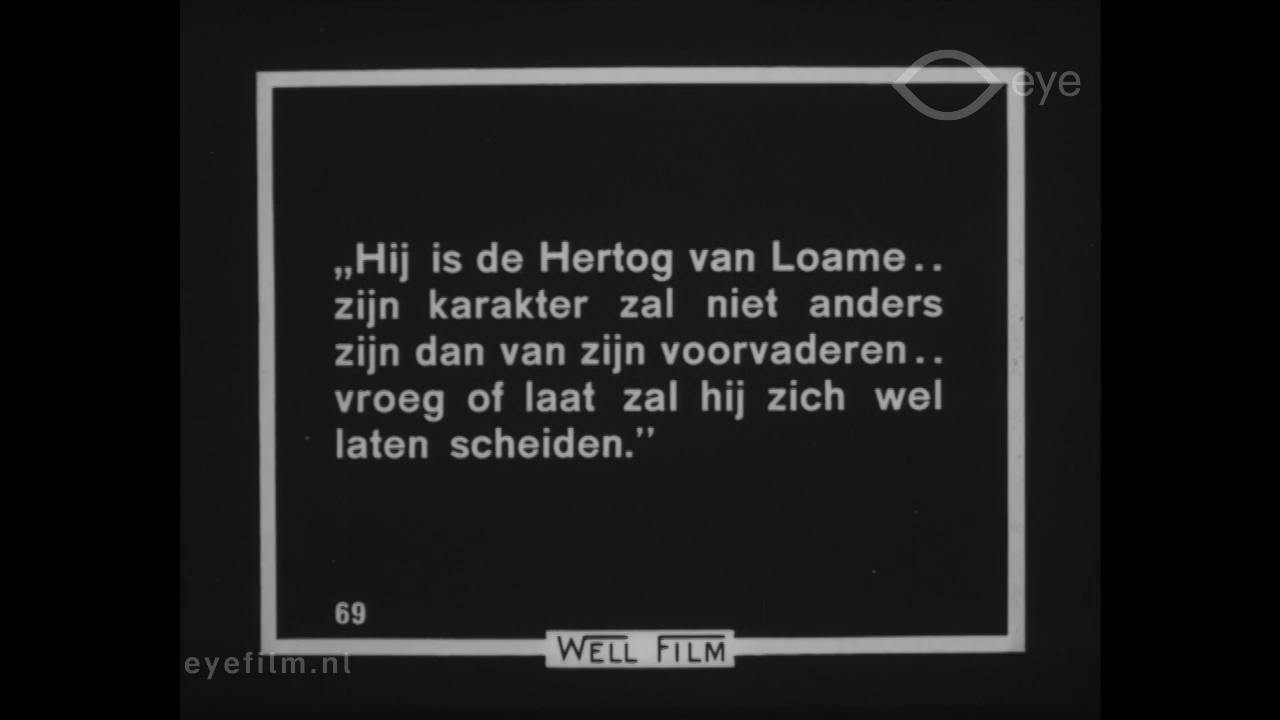 eye
„Hij is de Hertog van Loame..
zijn karakter zal niet anders
zijn dan van zijn voorvaderen..
vroeg of laat zal hij zich wel
laten scheiden.”
69
WELL FILM
eyefilm.nl